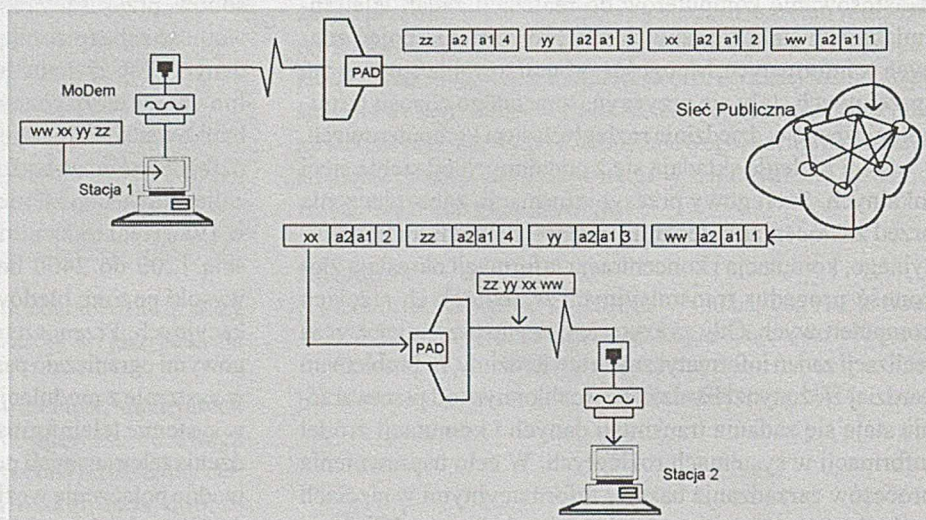 zz a2 a1 4 yy a2 a1 3 xx a2 a1 2 ww a2 a1 1
PAD
MoDem
Sieć Publiczna
ww xx yy zz
Stacja 1
xx a2 a1 2 zz a2 a1 4 yy a2 a1 3 ww a2 a1 1
zz yy xx ww
PAD
Stacja 2